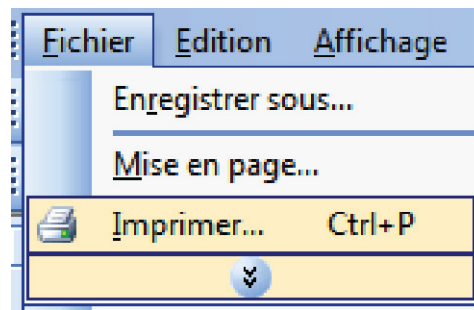 Fichier Edition Affichage
Enregistrer sous...
Mise en page...
Imprimer... Ctrl+P